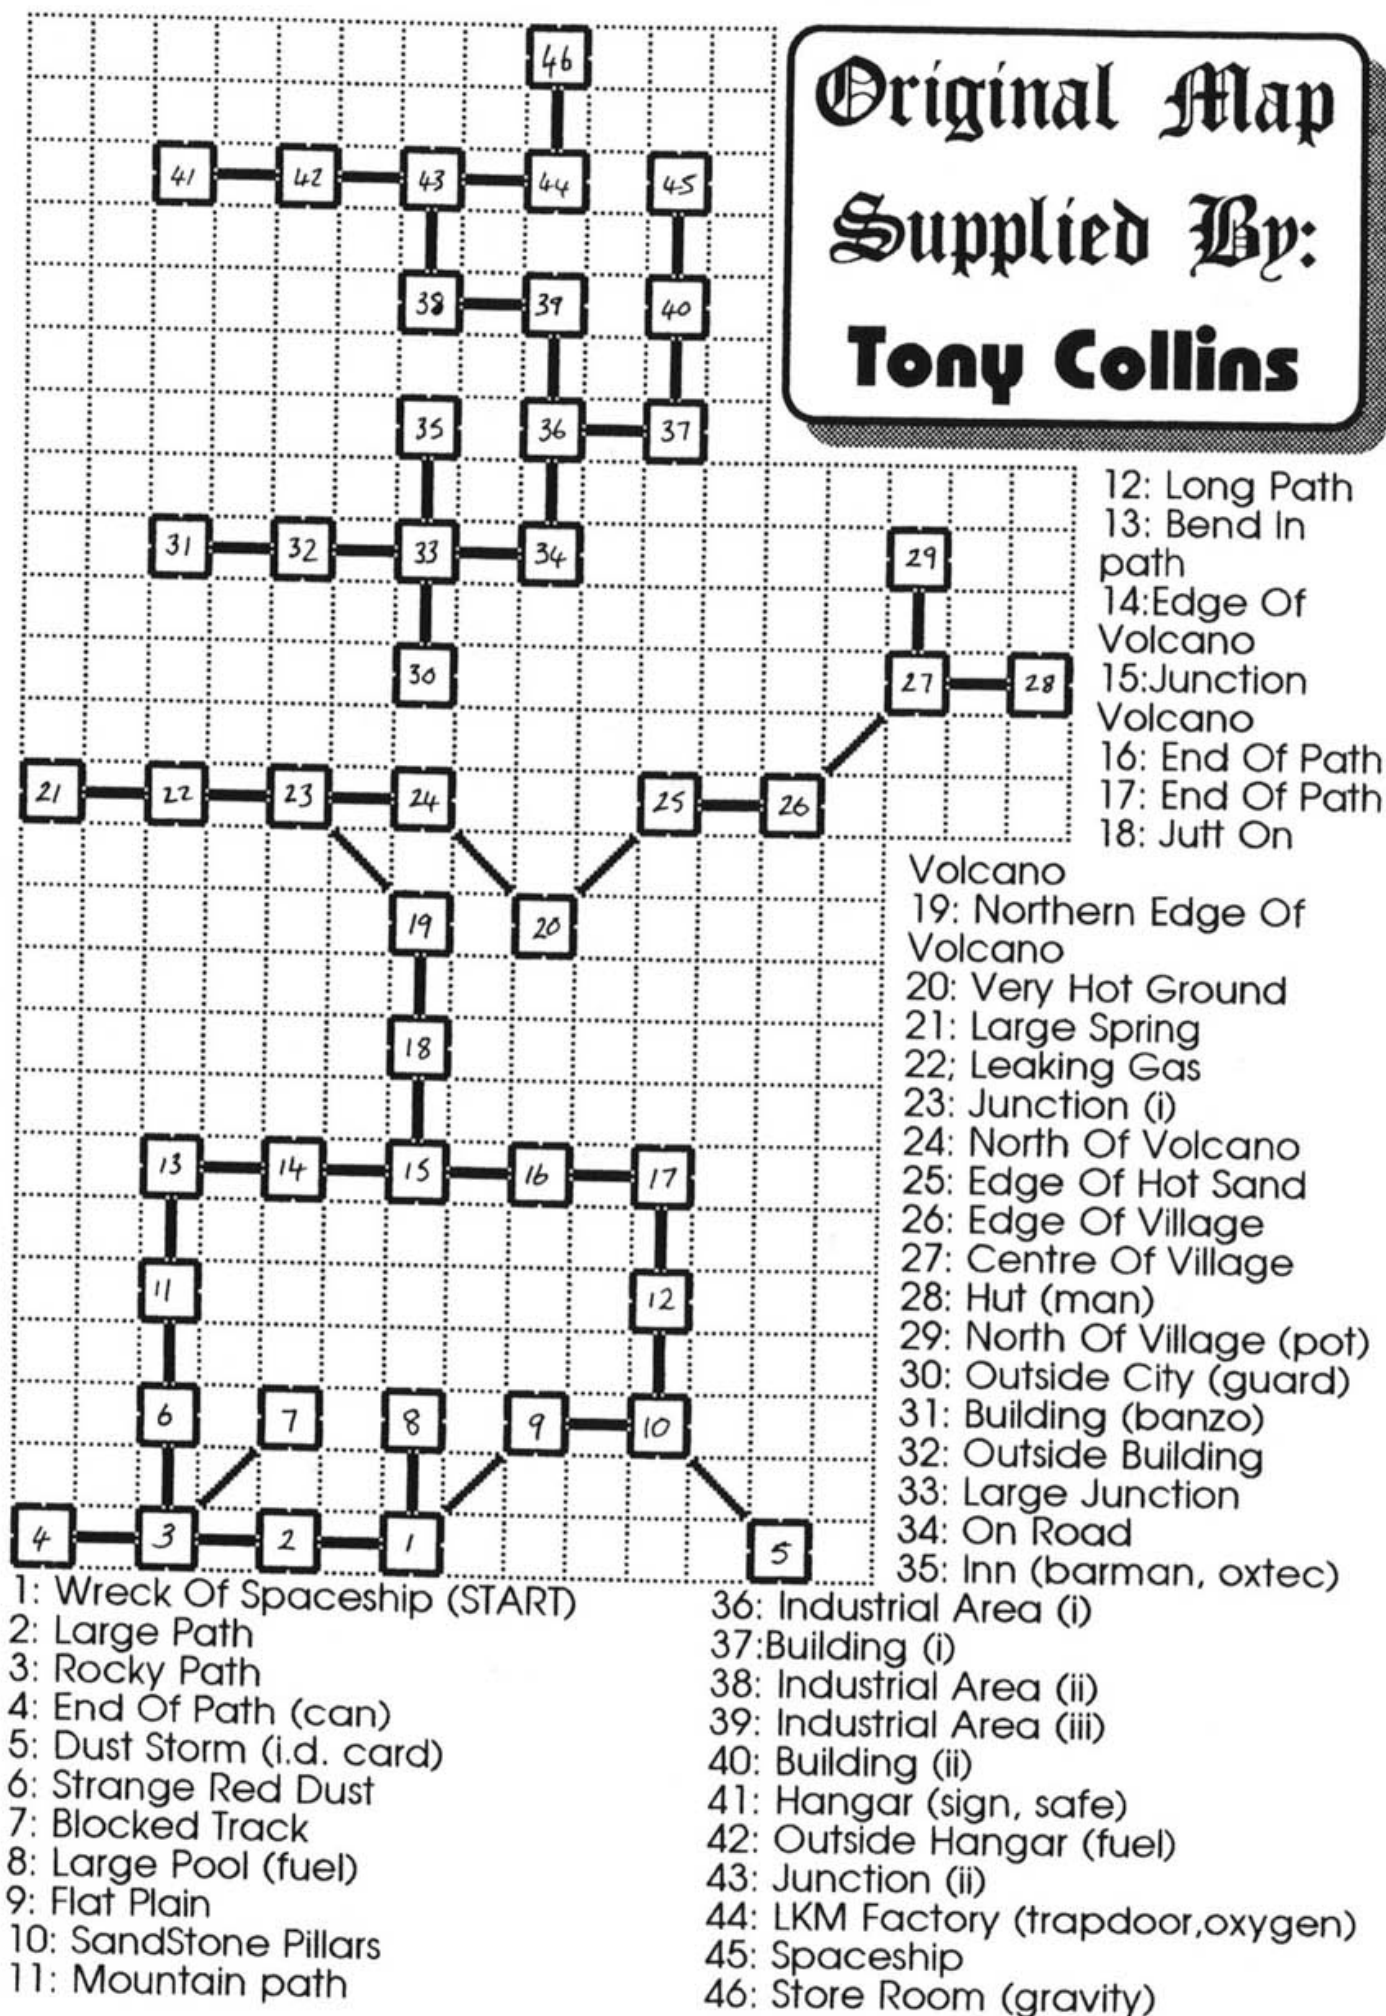 Original Map
Supplied By:
Tony Collins
46
41 42 43 44 45
38 39 40
35 36 37
31 32 33 34 29
30 27 28
21 22 23 24 25 26
19 20
18
13 14 15 16 17
11 12
6 7 8 9 10
4 3 2 1 5
12: Long Path
13: Bend In
path
14:Edge Of
Volcano
15:Junction
Volcano
16: End Of Path
17: End Of Path
18: Jutt On
Volcano
19: Northern Edge Of
Volcano
20: Very Hot Ground
21: Large Spring
22; Leaking Gas
23: Junction (i)
24: North Of Volcano
25: Edge Of Hot Sand
26: Edge Of Village
27: Centre Of Village
28: Hut (man)
29: North Of Village (pot)
30: Outside City (guard)
31: Building (banzo)
32: Outside Building
33: Large Junction
34: On Road
35: Inn (barman, oxtec)
1: Wreck Of Spaceship (START)
2: Large Path
3: Rocky Path
4: End Of Path (can)
5: Dust Storm (i.d. card)
6: Strange Red Dust
7: Blocked Track
8: Large Pool (fuel)
9: Flat Plain
10: SandStone Pillars
11: Mountain path
36: Industrial Area (i)
37:Building (i)
38: Industrial Area (ii)
39: Industrial Area (iii)
40: Building (ii)
41: Hangar (sign, safe)
42: Outside Hangar (fuel)
43: Junction (ii)
44: LKM Factory (trapdoor,oxygen)
45: Spaceship
46: Store Room (gravity)